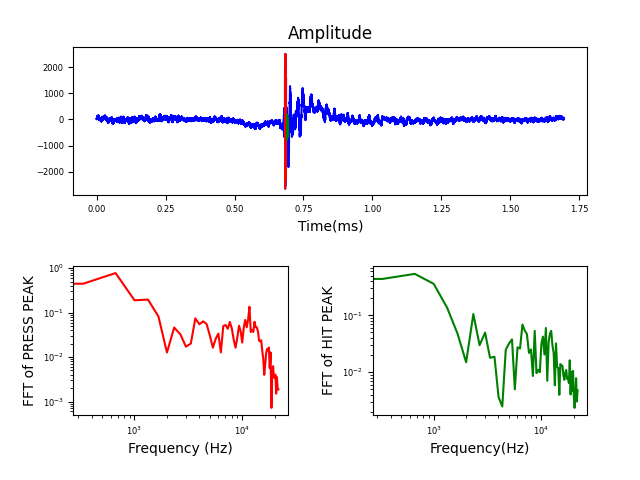 Amplitude
2000
1000
0
−1000
−2000
0.00 0.25 0.50 0.75 1.00 1.25 1.50 1.75
Time(ms)
FFT of PRESS PEAK
10⁰
10⁻¹
10⁻²
10⁻³
10³ 10⁴
Frequency (Hz)
FFT of HIT PEAK
10⁻¹
10⁻²
10³ 10⁴
Frequency(Hz)